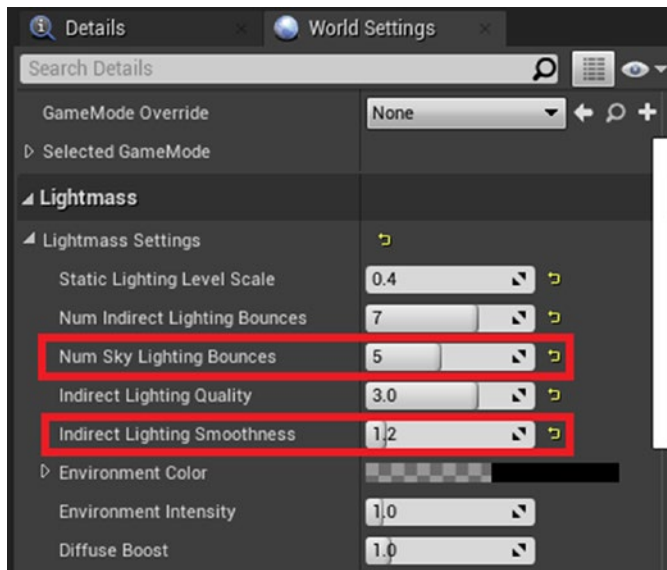 Details World Settings
Search Details
GameMode Override None
Selected GameMode
Lightmass
Lightmass Settings
Static Lighting Level Scale 0.4
Num Indirect Lighting Bounces 7
Num Sky Lighting Bounces 5
Indirect Lighting Quality 3.0
Indirect Lighting Smoothness 1.2
Environment Color
Environment Intensity 1.0
Diffuse Boost 1.0